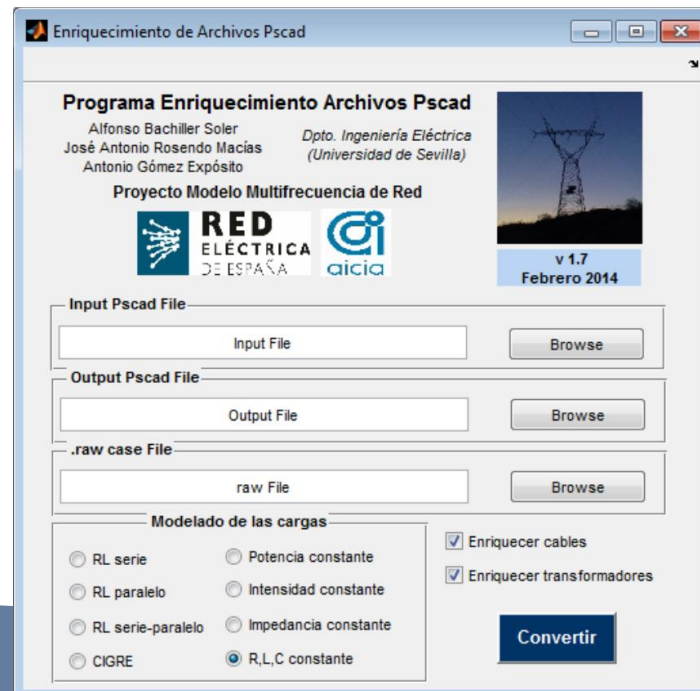 Enriquecimiento de Archivos Pscad
Programa Enriquecimiento Archivos Pscad
Alfonso Bachiller Soler
José Antonio Rosendo Macías
Antonio Gómez Expósito
Dpto. Ingeniería Eléctrica
(Universidad de Sevilla)
Proyecto Modelo Multifrecuencia de Red
RED
ELÉCTRICA
DE ESPAÑA
aicia
v 1.7
Febrero 2014
Input Pscad File
Input File
Browse
Output Pscad File
Output File
Browse
.raw case File
raw File
Browse
Modelado de las cargas
RL serie
RL paralelo
RL serie-paralelo
CIGRE
Potencia constante
Intensidad constante
Impedancia constante
R,L,C constante
Enriquecer cables
Enriquecer transformadores
Convertir